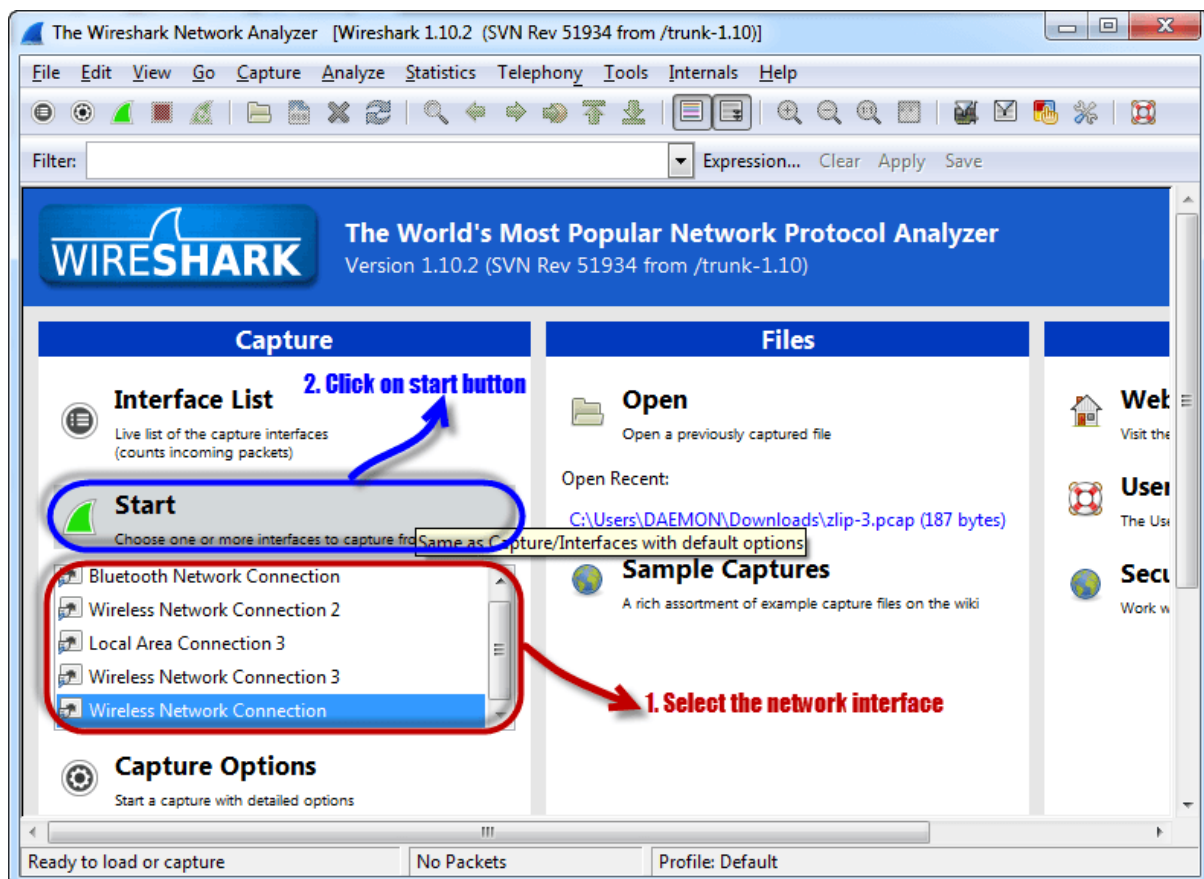 The Wireshark Network Analyzer [Wireshark 1.10.2 (SVN Rev 51934 from /trunk-1.10)]
File Edit View Go Capture Analyze Statistics Telephony Tools Internals Help
Filter:
Expression... Clear Apply Save
WIRESHARK
The World's Most Popular Network Protocol Analyzer
Version 1.10.2 (SVN Rev 51934 from /trunk-1.10)
Capture
2. Click on start button
Interface List
Live list of the capture interfaces
(counts incoming packets)
Start
Choose one or more interfaces to capture fro
Same as Capture/Interfaces with default options
Bluetooth Network Connection
Wireless Network Connection 2
Local Area Connection 3
Wireless Network Connection 3
Wireless Network Connection
1. Select the network interface
Capture Options
Start a capture with detailed options
Files
Open
Open a previously captured file
Open Recent:
C:\Users\DAEMON\Downloads\zlip-3.pcap (187 bytes)
Sample Captures
A rich assortment of example capture files on the wiki
Web
Visit the
User
The Use
Secu
Work w
Ready to load or capture
No Packets
Profile: Default